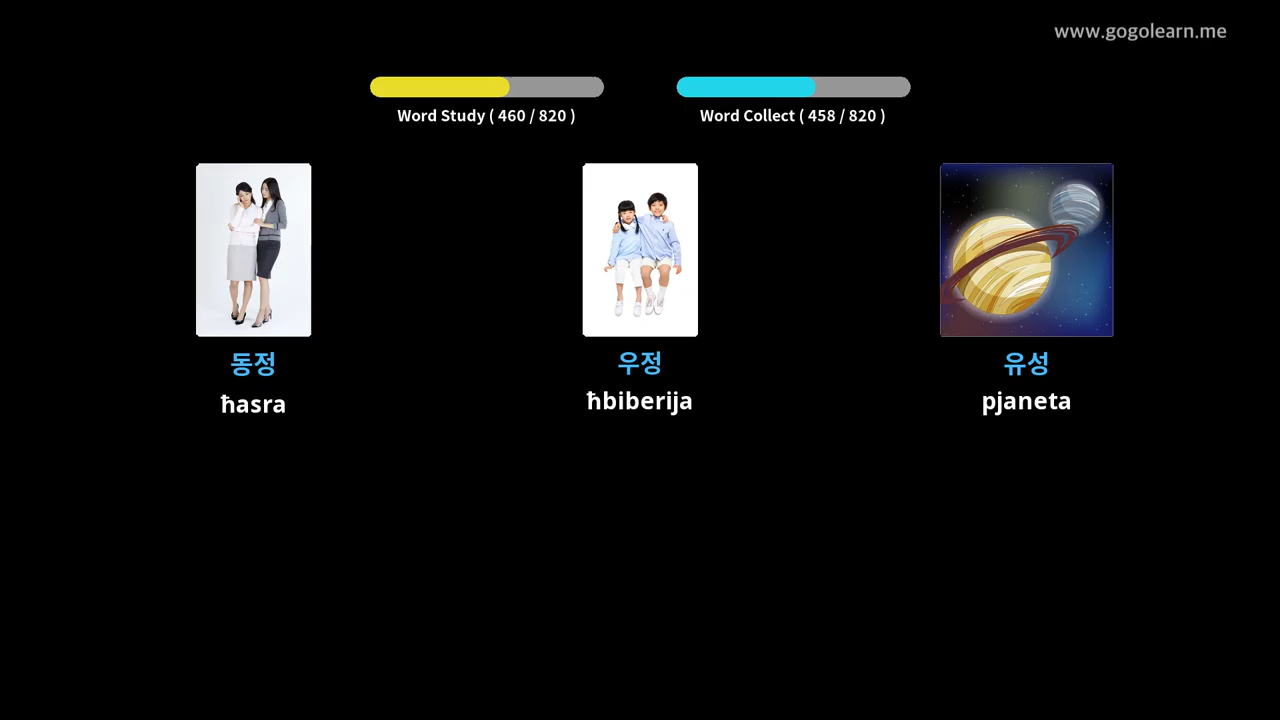 www.gogolearn.me
Word Study ( 460 / 820 )
Word Collect ( 458 / 820 )
동정
우정
유성
ħasra
ħbiberija
pjaneta